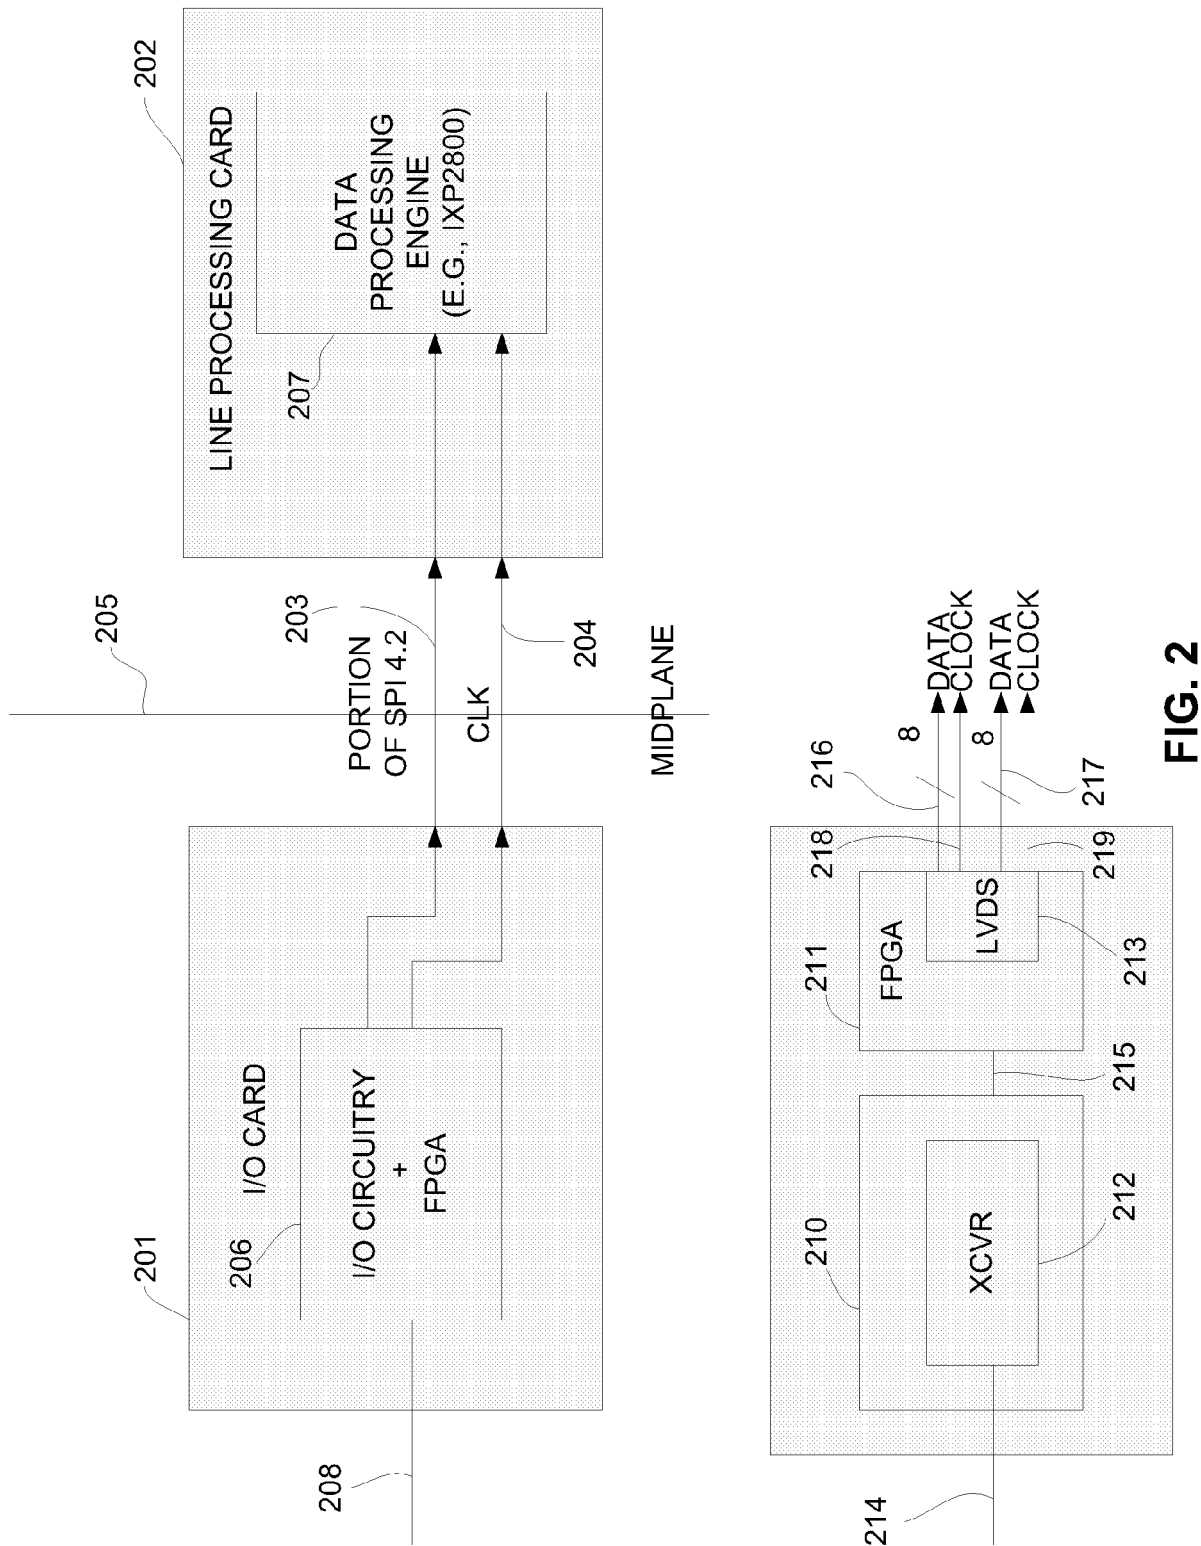 202
LINE PROCESSING CARD
DATA
PROCESSING
ENGINE
(E.G., IXP2800)
207
205
203
PORTION
OF SPI 4.2
CLK
204
MIDPLANE
201
I/O CARD
206
I/O CIRCUITRY
+
FPGA
208
210
XCVR
212
214
215
211
FPGA
LVDS
213
216
218
219
217
8
8
DATA
CLOCK
DATA
CLOCK
FIG. 2